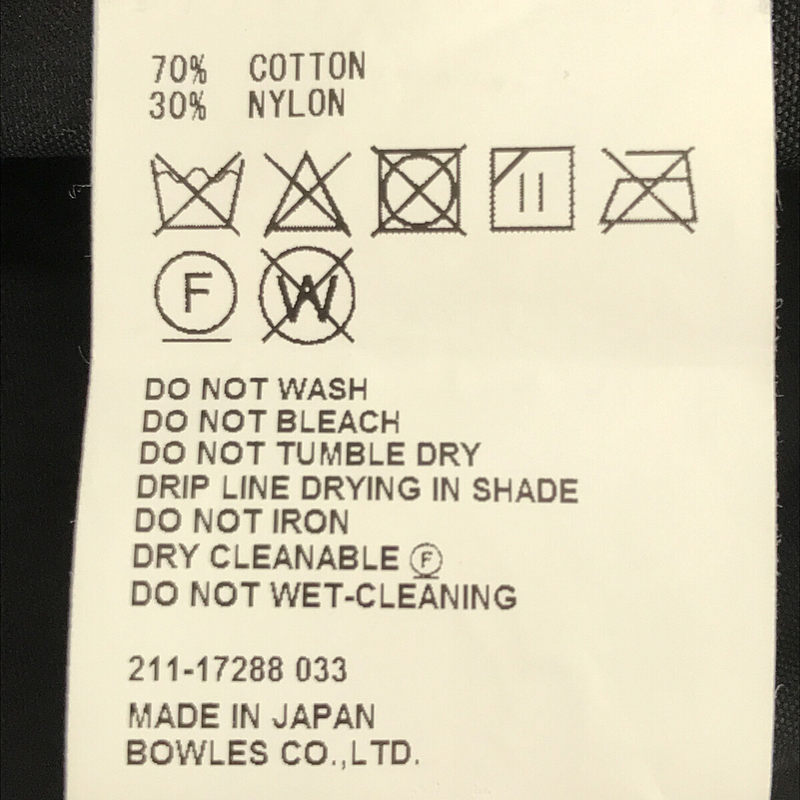 70% COTTON
30% NYLON
F W
DO NOT WASH
DO NOT BLEACH
DO NOT TUMBLE DRY
DRIP LINE DRYING IN SHADE
DO NOT IRON
DRY CLEANABLE Ⓕ
DO NOT WET-CLEANING
211-17288 033
MADE IN JAPAN
BOWLES CO.,LTD.